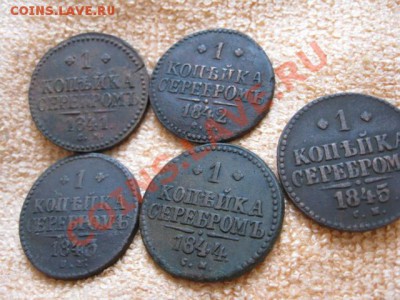 COINS.LAVE.RU
1
КОПѢЙКА
СЕРЕБРОМЪ
1841
1
КОПѢЙКА
СЕРЕБРОМЪ
1842
1
КОПѢЙКА
СЕРЕБРОМЪ
1845
С. М.
1
КОПѢЙКА
СЕРЕБРОМЪ
1843
1
КОПѢЙКА
СЕРЕБРОМЪ
1844
С. М.
COINS.LAVE.RU